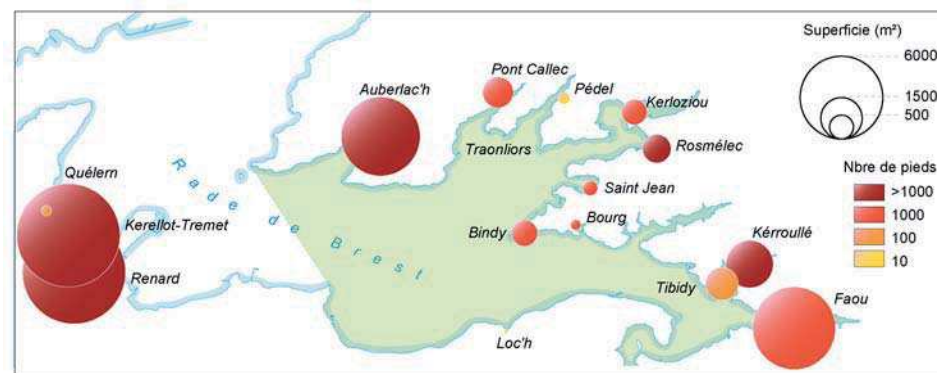 Superficie (m²)
6000
1500
500
Nbre de pieds
>1000
1000
100
10
Pont Callec
Pédel
Auberlac'h
Kerloziou
Traonliors
Rosmélec
Quélern
Saint Jean
Rade de Brest
Kerellot-Tremet
Bindy
Bourg
Kérroullé
Renard
Tibidy
Faou
Loc'h